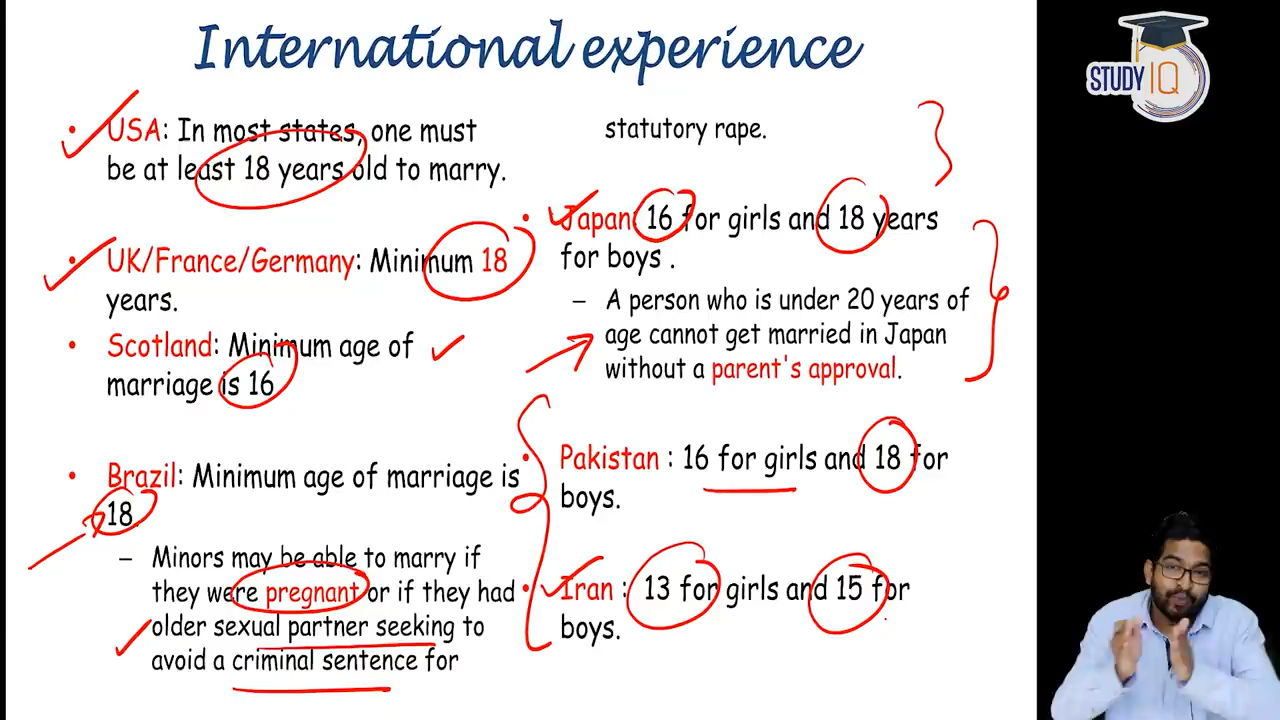 International experience
• USA: In most states, one must
be at least 18 years old to marry.
• UK/France/Germany: Minimum 18
years.
• Scotland: Minimum age of
marriage is 16
• Brazil: Minimum age of marriage is
18.
– Minors may be able to marry if
they were pregnant or if they had
older sexual partner seeking to
avoid a criminal sentence for
statutory rape.
• Japan: 16 for girls and 18 years
for boys .
– A person who is under 20 years of
age cannot get married in Japan
without a parent's approval.
• Pakistan : 16 for girls and 18 for
boys.
• Iran : 13 for girls and 15 for
boys.
STUDY IQ